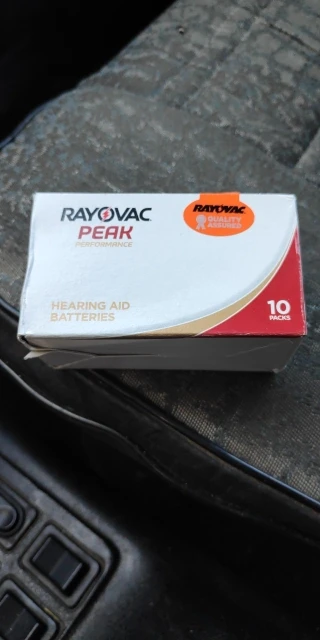 RAYOVAC
PEAK
PERFORMANCE
RAYOVAC
QUALITY
ASSURED
HEARING AID
BATTERIES
10
PACKS